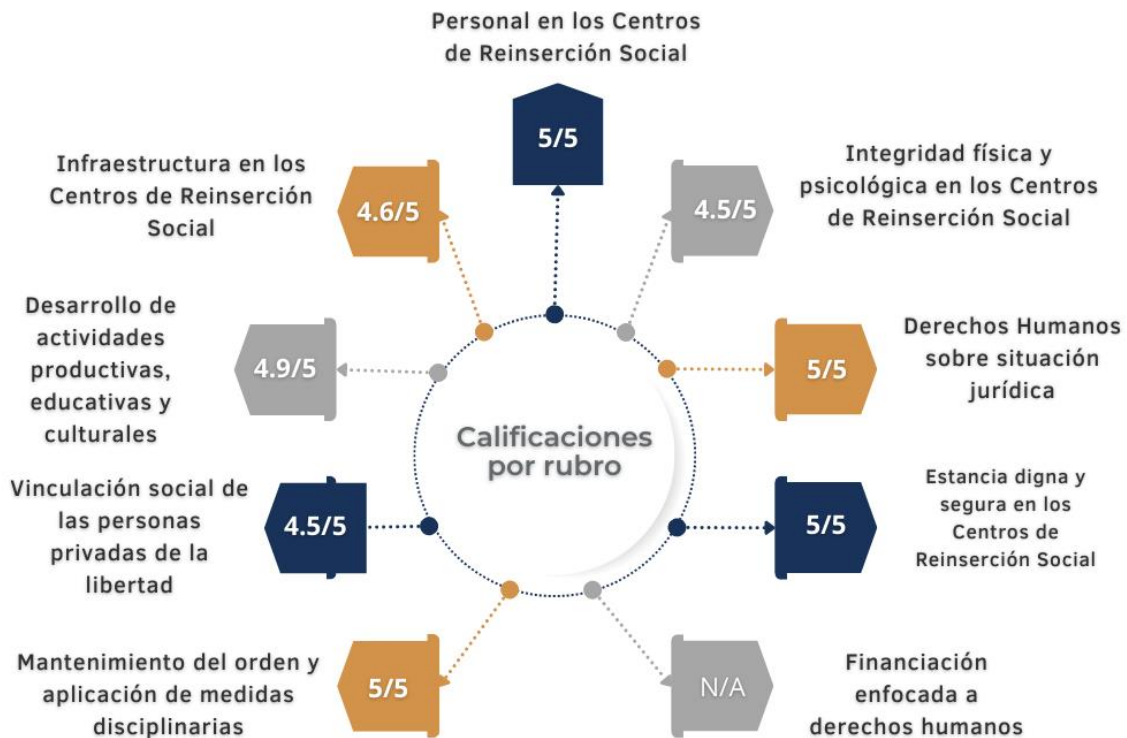 Personal en los Centros
de Reinserción Social
5/5
Integridad física y
psicológica en los Centros
de Reinserción Social
4.5/5
Derechos Humanos
sobre situación
jurídica
5/5
Estancia digna y
segura en los
Centros de
Reinserción Social
5/5
Financiación
enfocada a
derechos humanos
N/A
Mantenimiento del orden y
aplicación de medidas
disciplinarias
5/5
Vinculación social de
las personas
privadas de la
libertad
4.5/5
Desarrollo de
actividades
productivas,
educativas y
culturales
4.9/5
Infraestructura en los
Centros de Reinserción
Social
4.6/5
Calificaciones
por rubro